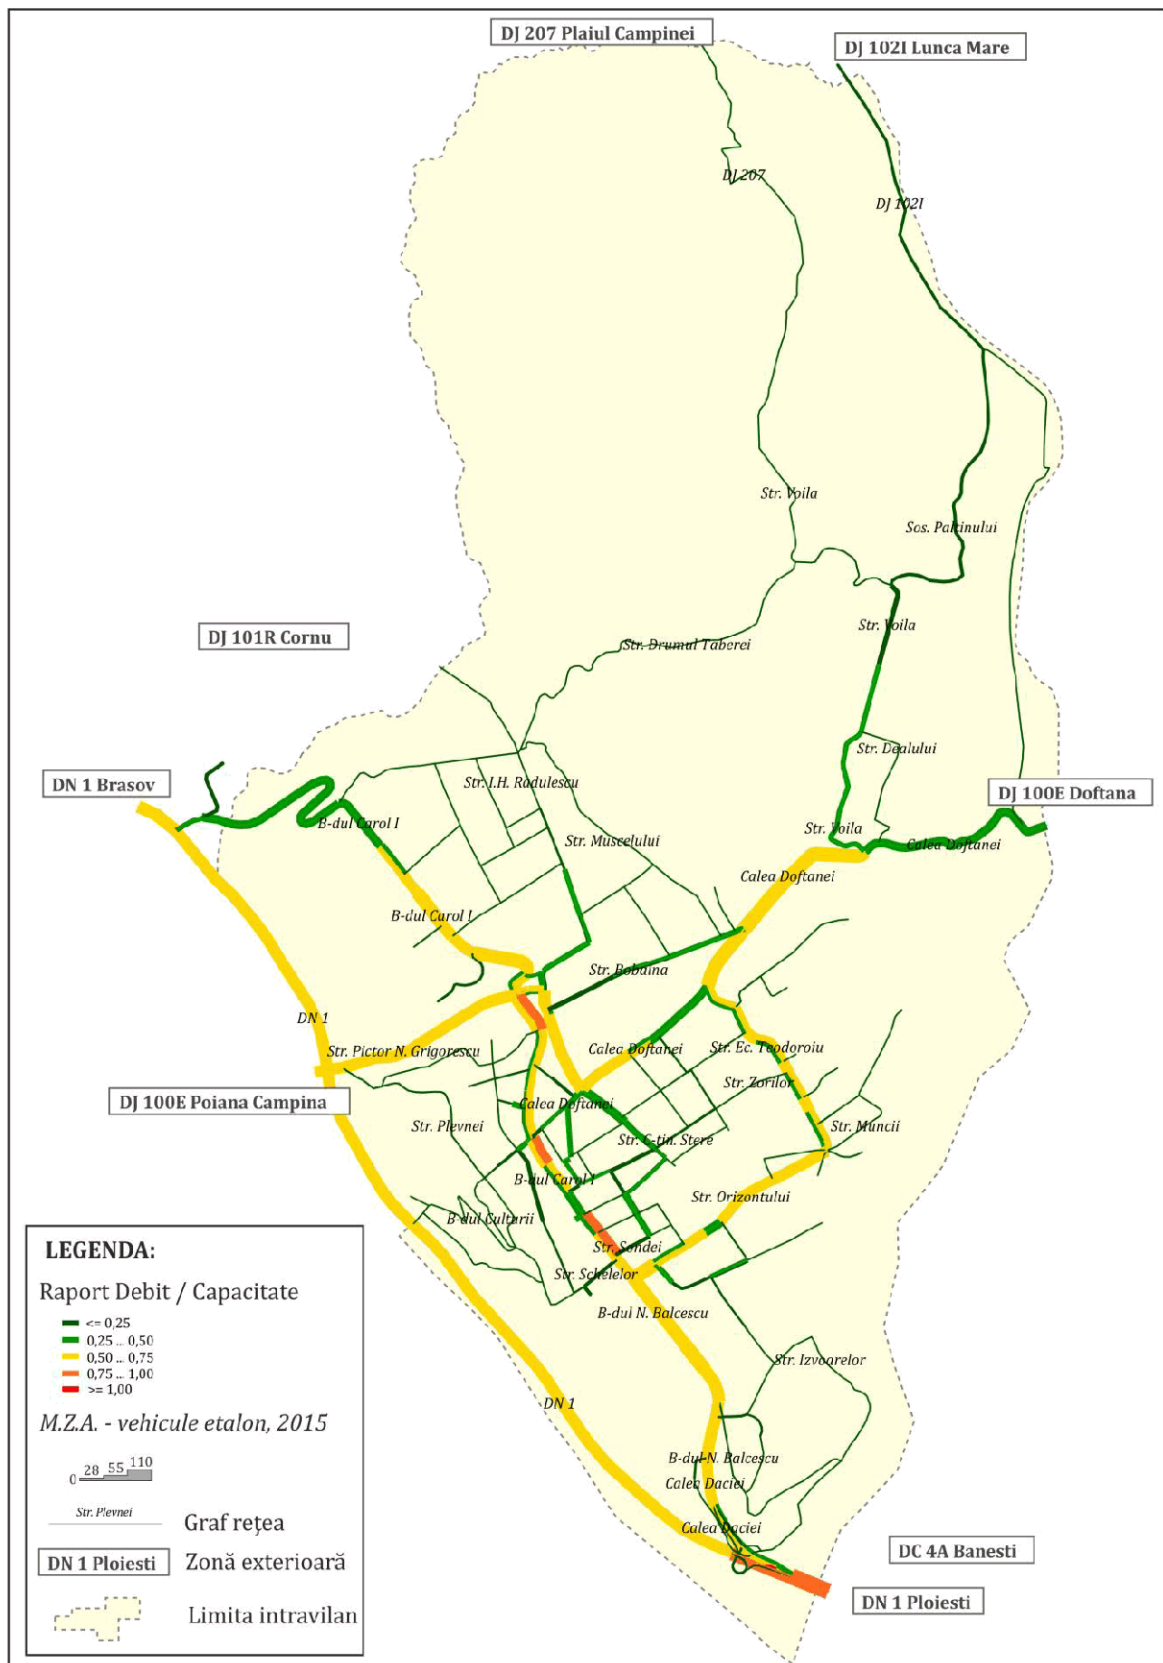 DJ 207 Plaiul Campinei
DJ 102I Lunca Mare
DJ 207
DJ 102I
Str. Voila
Sos. Paltinului
Str. Voila
DJ 101R Cornu
Str. Drumul Taberei
Str. Dealului
DN 1 Brasov
Str. I.H. Radulescu
DJ 100E Doftana
B-dul Carol I
Str. Muscelului
Str. Voila
Calea Doftanei
Calea Doftanei
B-dul Carol I
Str. Bobalna
DN 1
Str. Pictor N. Grigorescu
Calea Doftanei
Str. Ec. Teodoroiu
Str. Zorilor
DJ 100E Poiana Campina
Calea Doftanei
Str. Plevnei
Str. C-tin. Stere
Str. Muncii
B-dul Carol I
Str. Orizontului
B-dul Culturii
Str. Sondei
Str. Schelelor
B-dul N. Balcescu
Str. Izvoarelor
DN 1
B-dul N. Balcescu
Calea Daciei
Calea Daciei
DC 4A Banesti
DN 1 Ploiesti
LEGENDA:
Raport Debit / Capacitate
<= 0,25
0,25 ... 0,50
0,50 ... 0,75
0,75 ... 1,00
>= 1,00
M.Z.A. - vehicule etalon, 2015
0 28 55 110
Str. Plevnei
Graf rețea
DN 1 Ploiesti
Zonă exterioară
Limita intravilan